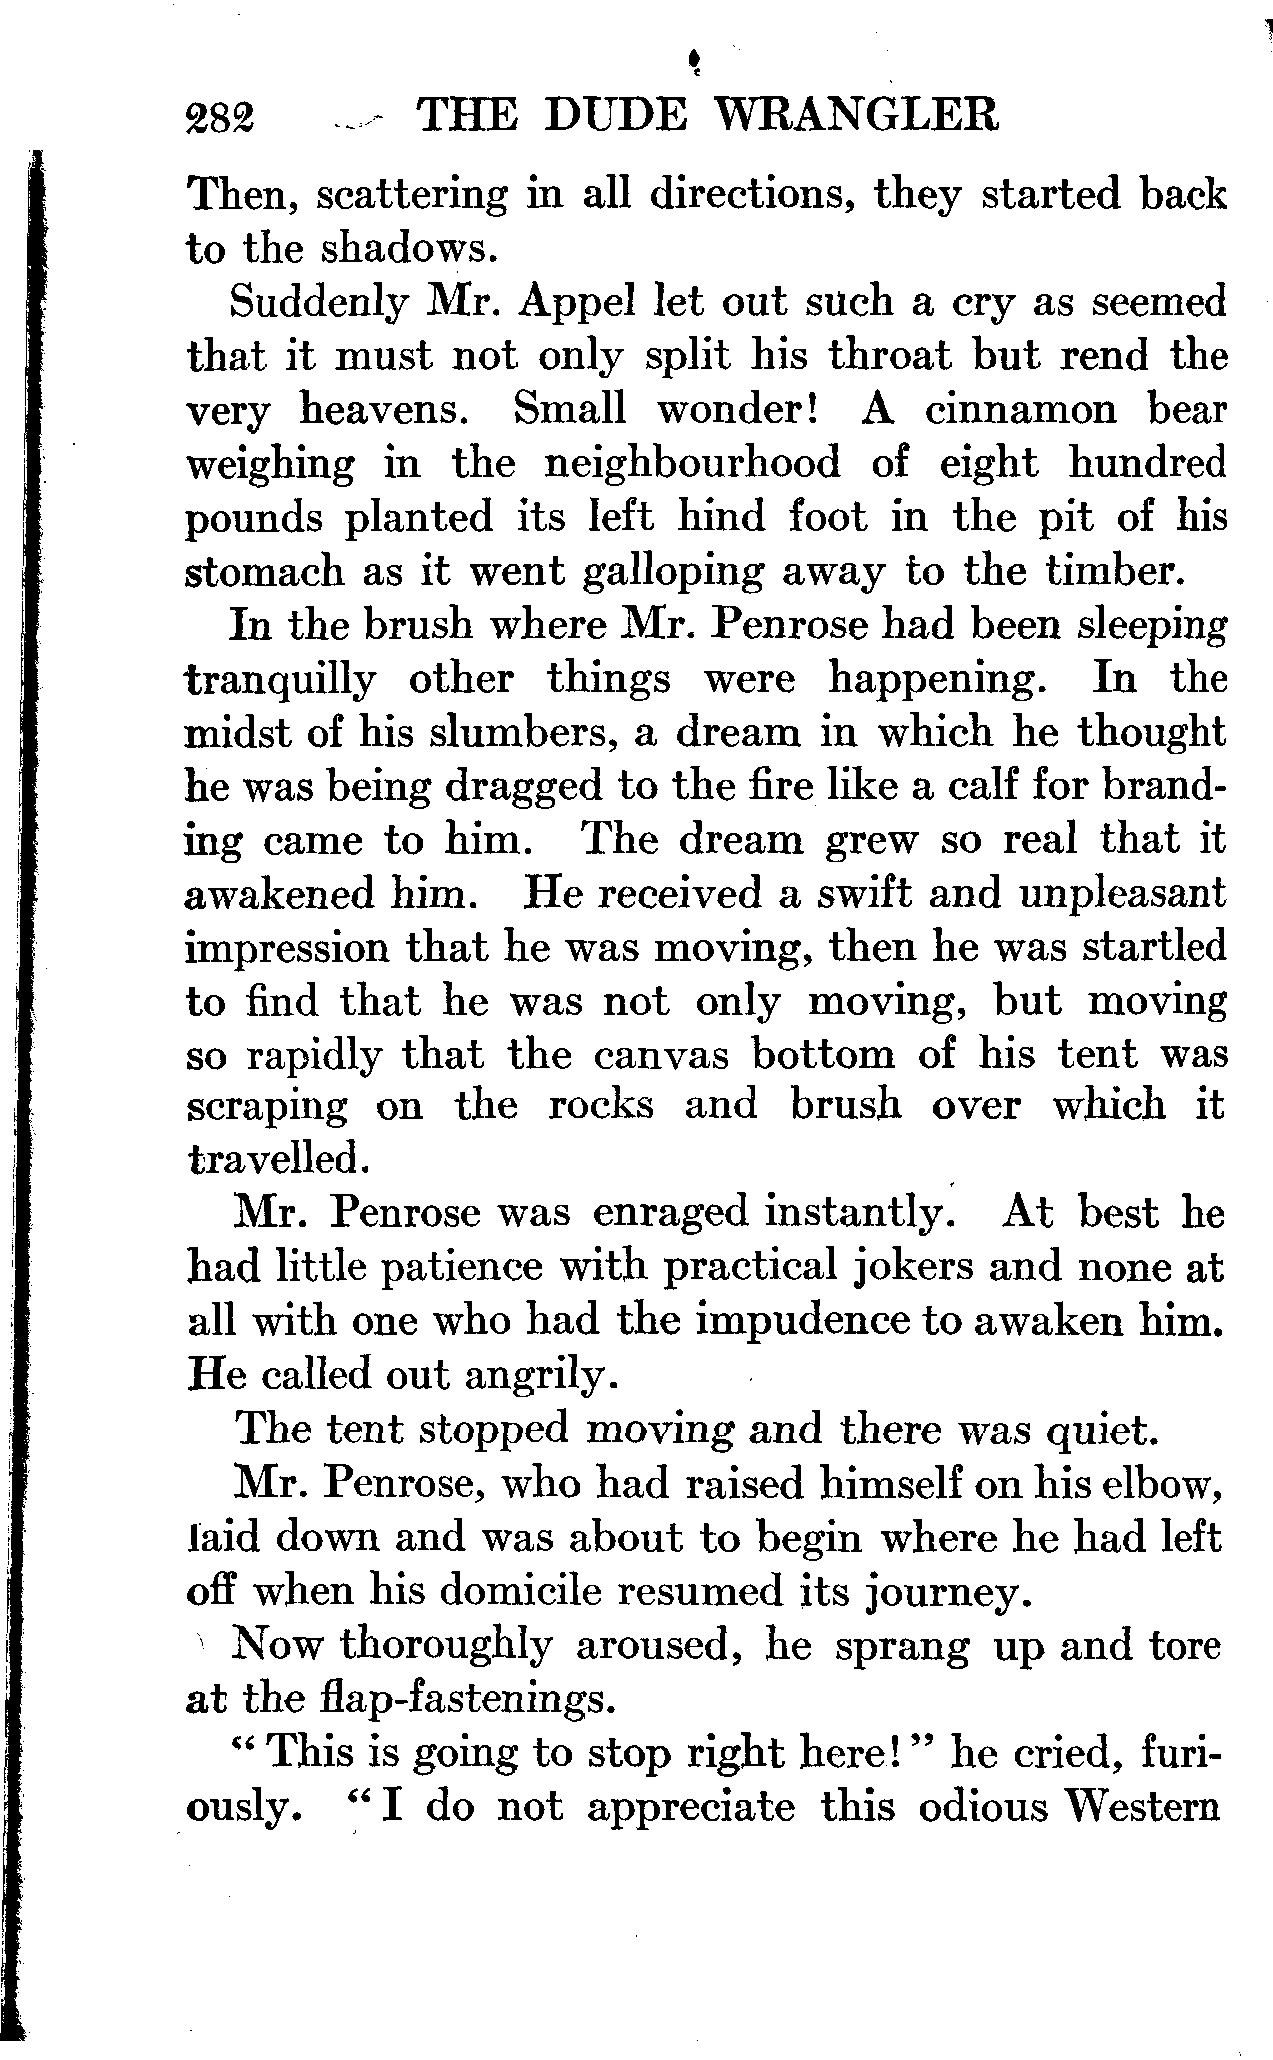 282 THE DUDE WRANGLER
Then, scattering in all directions, they started back
to the shadows.
Suddenly Mr. Appel let out such a cry as seemed
that it must not only split his throat but rend the
very heavens. Small wonder! A cinnamon bear
weighing in the neighbourhood of eight hundred
pounds planted its left hind foot in the pit of his
stomach as it went galloping away to the timber.
In the brush where Mr. Penrose had been sleeping
tranquilly other things were happening. In the
midst of his slumbers, a dream in which he thought
he was being dragged to the fire like a calf for brand-
ing came to him. The dream grew so real that it
awakened him. He received a swift and unpleasant
impression that he was moving, then he was startled
to find that he was not only moving, but moving
so rapidly that the canvas bottom of his tent was
scraping on the rocks and brush over which it
travelled.
Mr. Penrose was enraged instantly. At best he
had little patience with practical jokers and none at
all with one who had the impudence to awaken him.
He called out angrily.
The tent stopped moving and there was quiet.
Mr. Penrose, who had raised himself on his elbow,
laid down and was about to begin where he had left
off when his domicile resumed its journey.
Now thoroughly aroused, he sprang up and tore
at the flap-fastenings.
“ This is going to stop right here! ” he cried, furi-
ously. “ I do not appreciate this odious Western